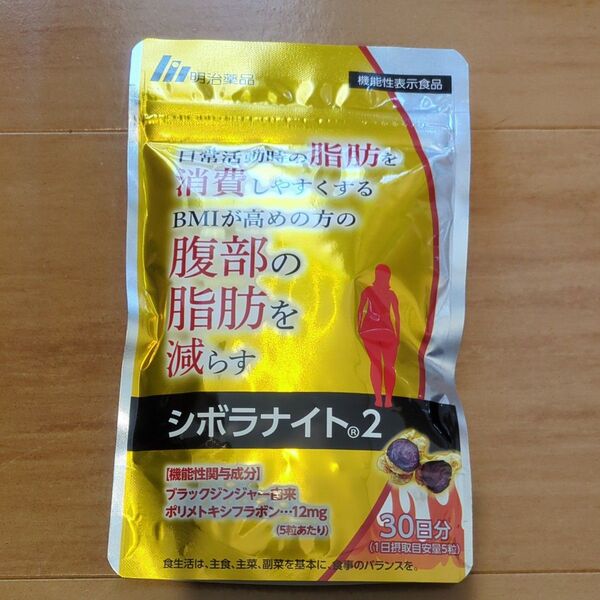 明治薬品
機能性表示食品
日常活動時の脂肪を
消費しやすくする
BMIが高めの方の
腹部の
脂肪を
減らす
シボラナイト®2
【機能性関与成分】
ブラックジンジャー由来
ポリメトキシフラボン…12mg
(5粒あたり)
30日分
(1日摂取目安量5粒)
食生活は、主食、主菜、副菜を基本に、食事のバランスを。